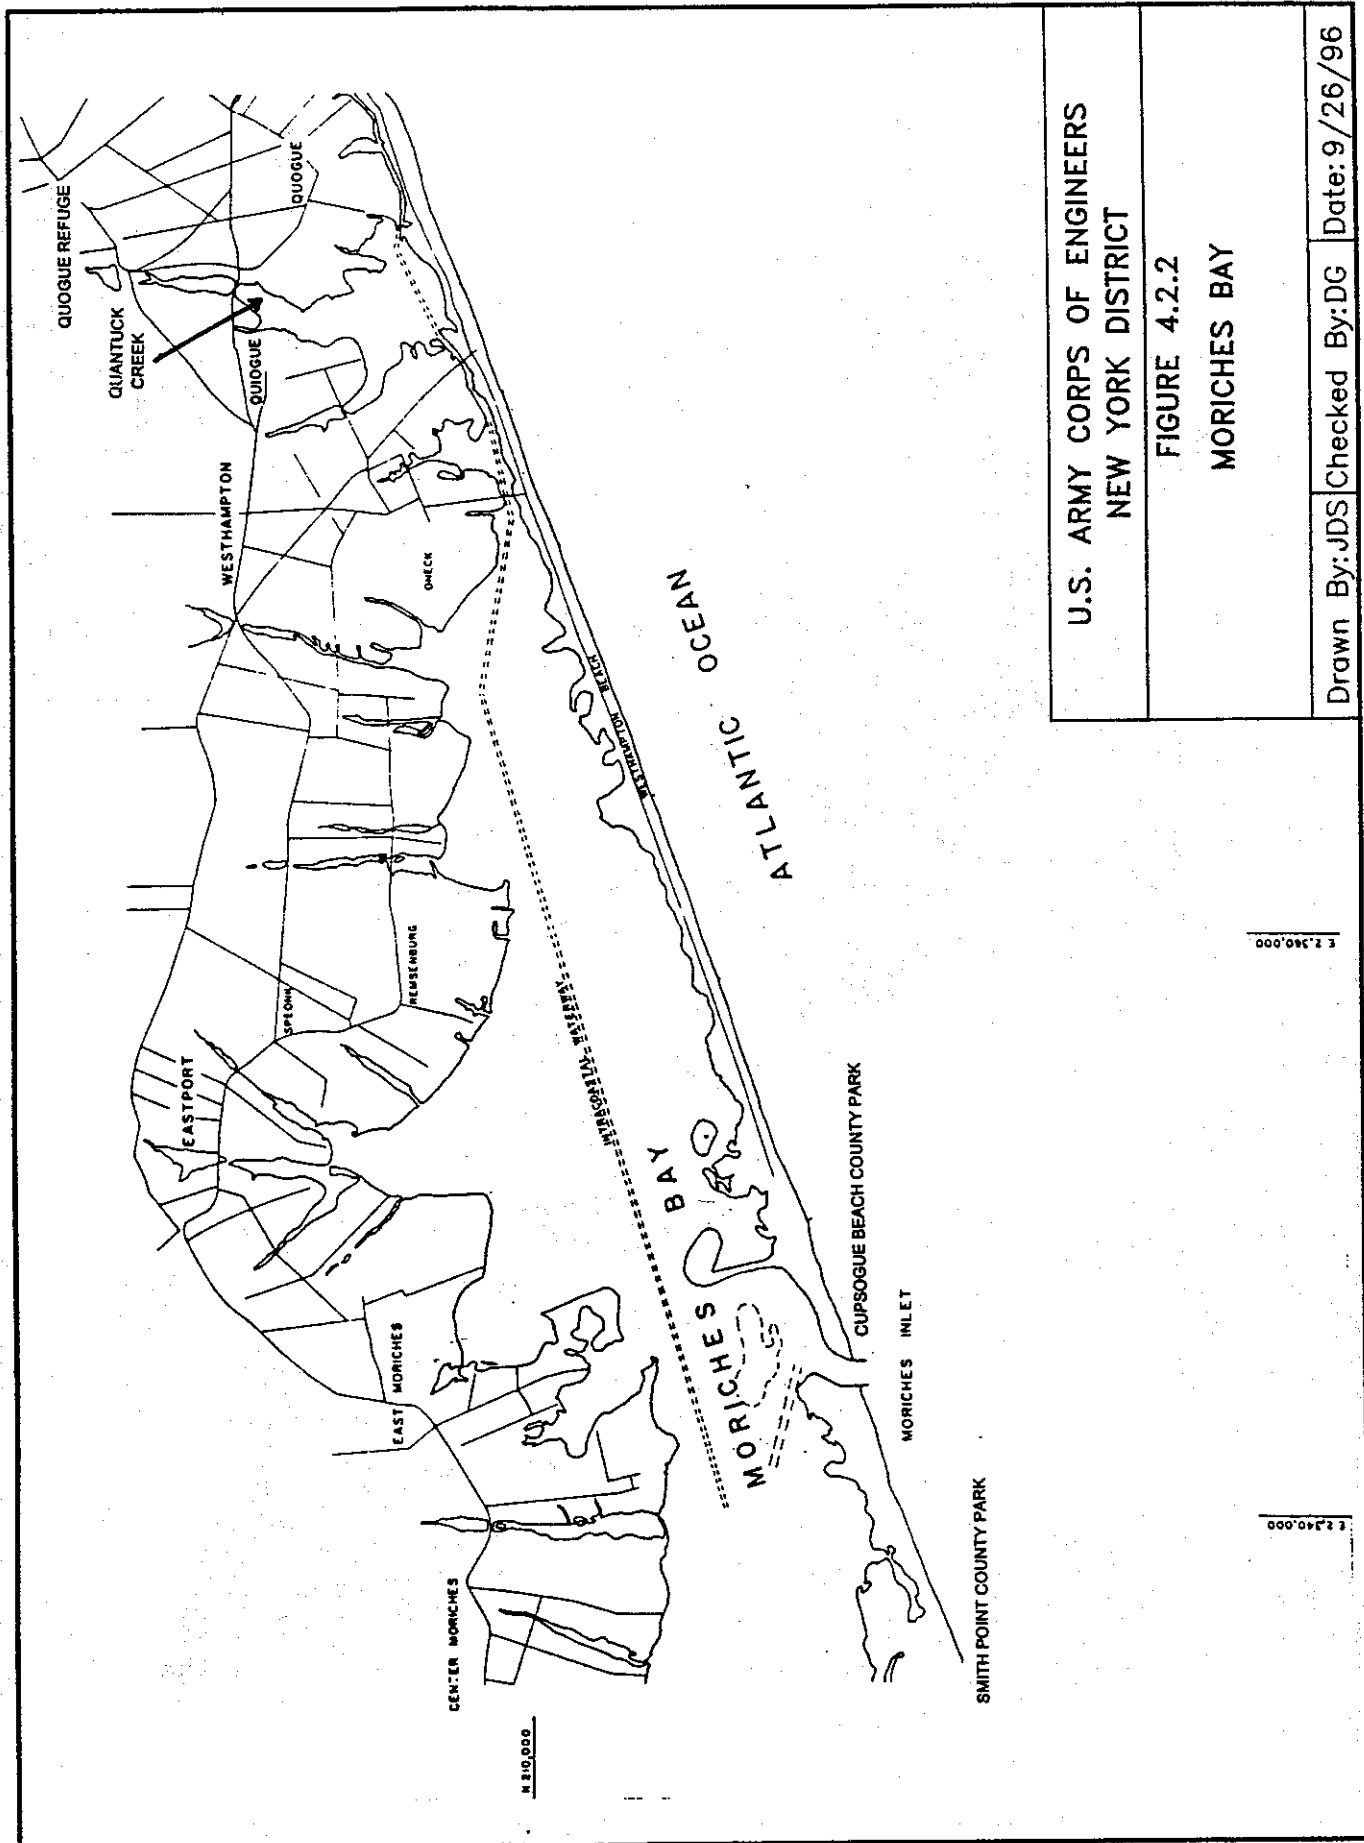 QUOGUE REFUGE
QUANTUCK
CREEK
QUIOGUE
QUOGUE
WESTHAMPTON
ONECK
EASTPORT
SPEONK
REMSENBURG
EAST MORICHES
CENTER MORICHES
INTRACOASTAL WATERWAY
WESTHAMPTON BEACH
MORICHES BAY
ATLANTIC OCEAN
CUPSOGUE BEACH COUNTY PARK
MORICHES INLET
SMITH POINT COUNTY PARK
N 210,000
E 2,340,000
E 2,360,000
U.S. ARMY CORPS OF ENGINEERS
NEW YORK DISTRICT
FIGURE 4.2.2
MORICHES BAY
Drawn By:JDS
Checked By:DG
Date:9/26/96